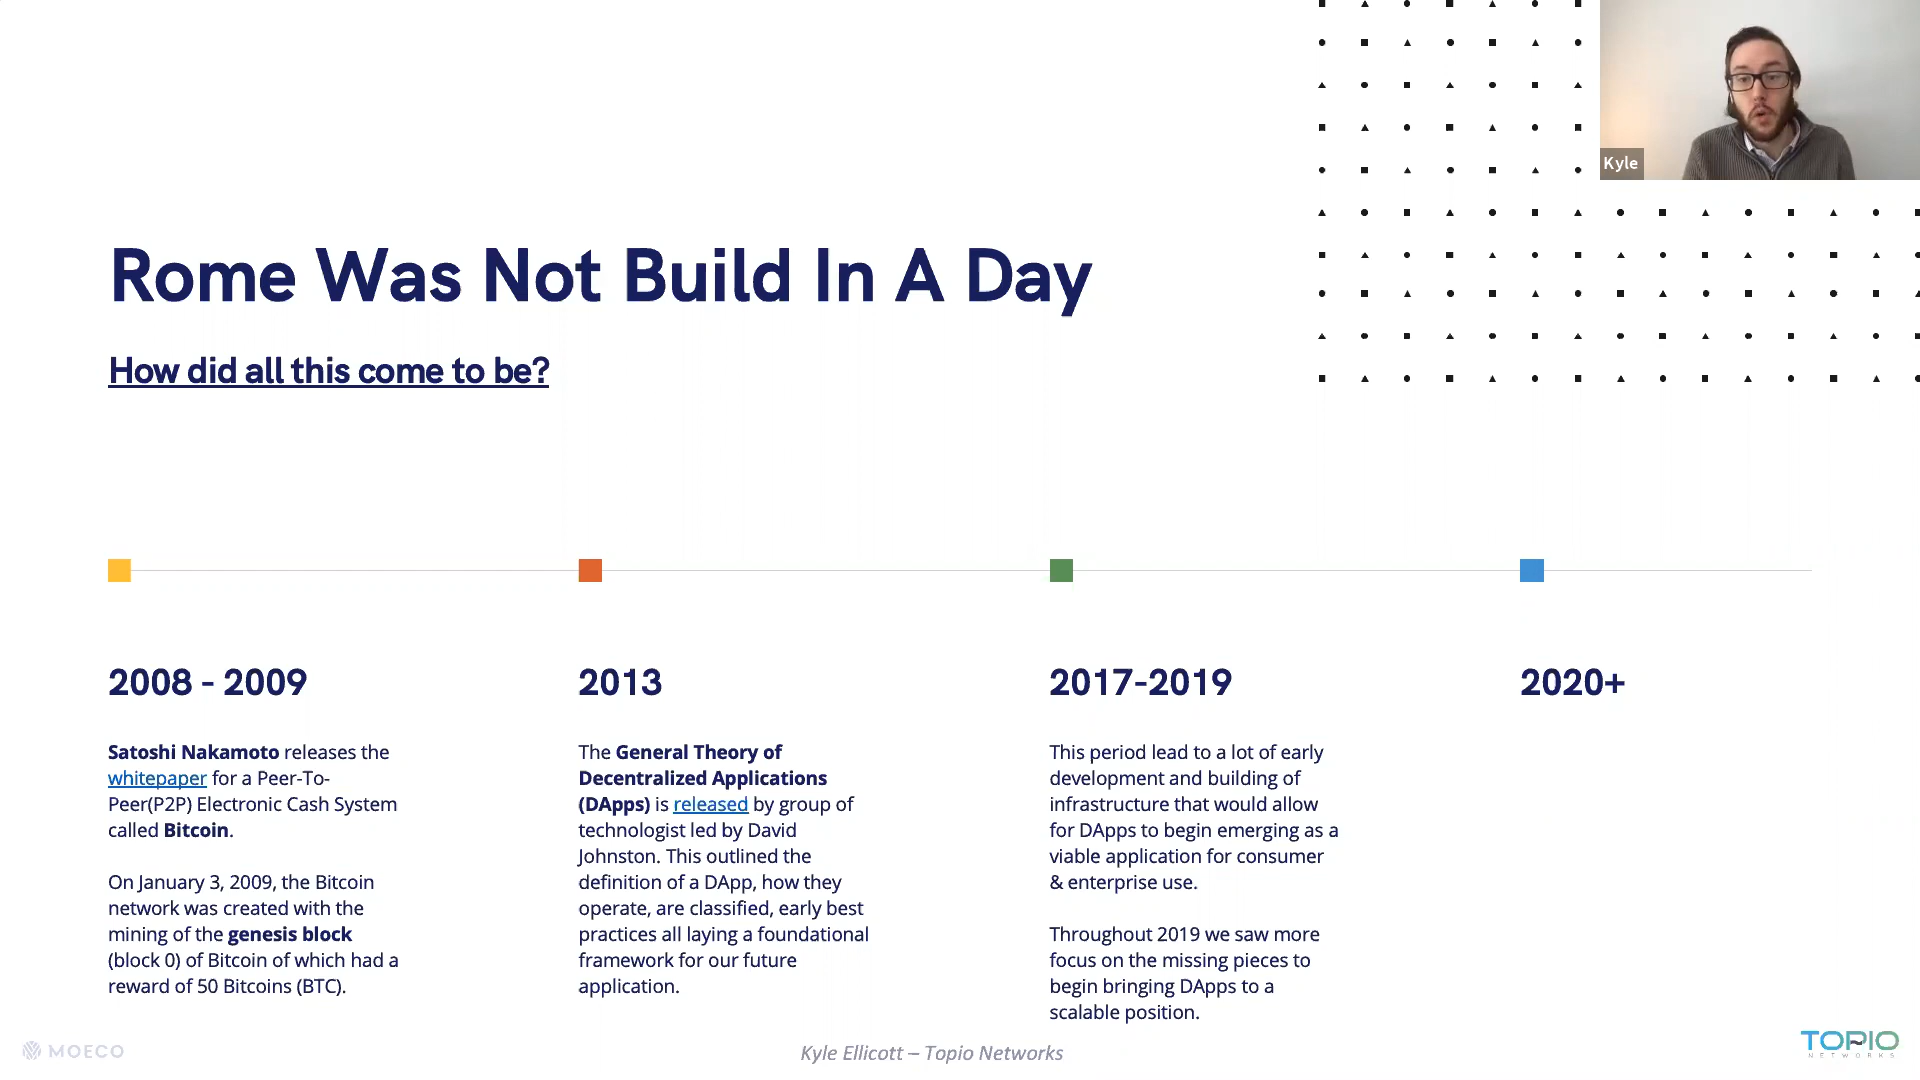 Kyle
Rome Was Not Build In A Day
How did all this come to be?
2008 - 2009
Satoshi Nakamoto releases the
whitepaper for a Peer-To-
Peer(P2P) Electronic Cash System
called Bitcoin.
On January 3, 2009, the Bitcoin
network was created with the
mining of the genesis block
(block 0) of Bitcoin of which had a
reward of 50 Bitcoins (BTC).
2013
The General Theory of
Decentralized Applications
(DApps) is released by group of
technologist led by David
Johnston. This outlined the
definition of a DApp, how they
operate, are classified, early best
practices all laying a foundational
framework for our future
application.
2017-2019
This period lead to a lot of early
development and building of
infrastructure that would allow
for DApps to begin emerging as a
viable application for consumer
& enterprise use.
Throughout 2019 we saw more
focus on the missing pieces to
begin bringing DApps to a
scalable position.
2020+
MOECO
Kyle Ellicott – Topio Networks
TOPIO
NETWORKS